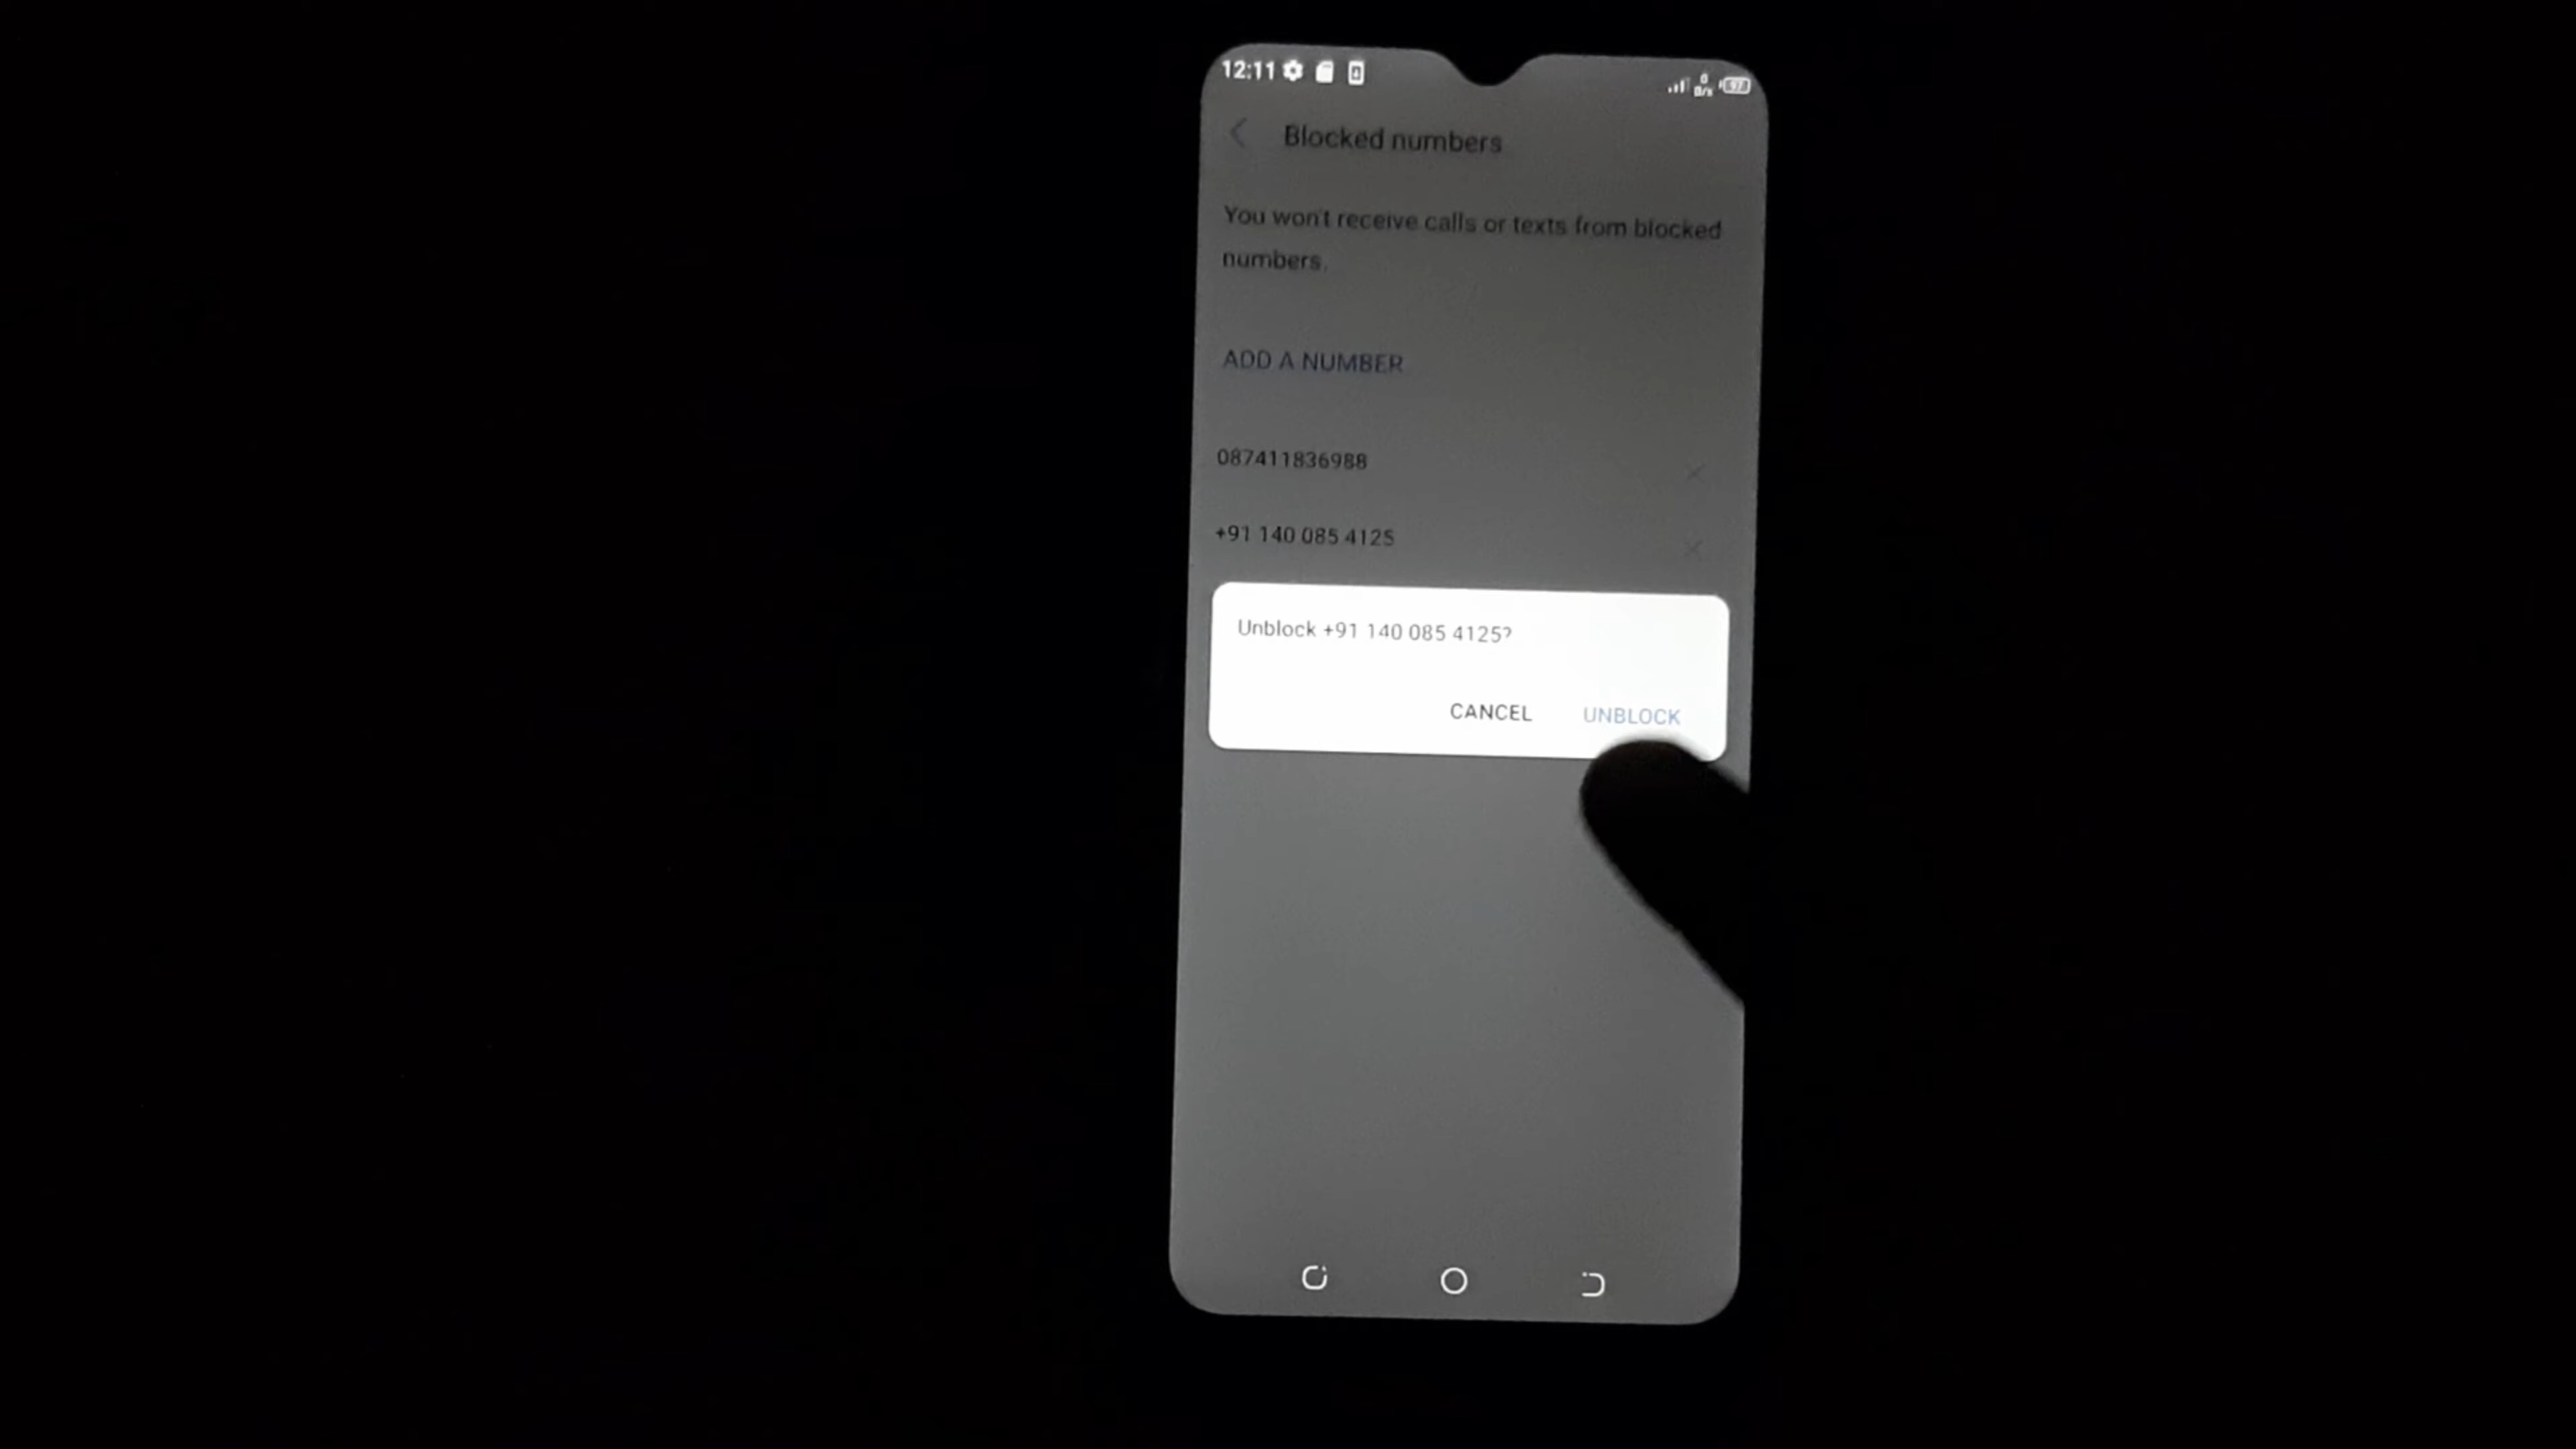 12:11
97
Blocked numbers
You won't receive calls or texts from blocked
numbers.
ADD A NUMBER
087411836988
+91 140 085 4125
Unblock +91 140 085 4125?
CANCEL UNBLOCK